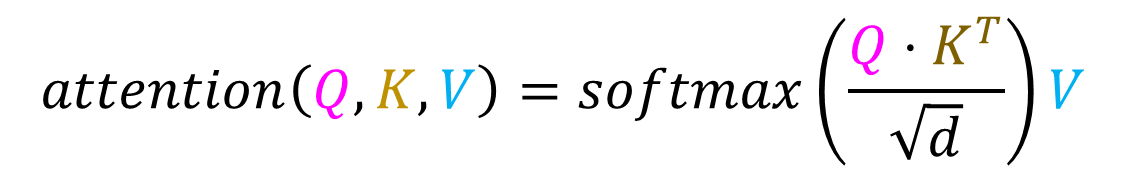 attention(Q, K, V) = softmax(Q · K^T / √d) V